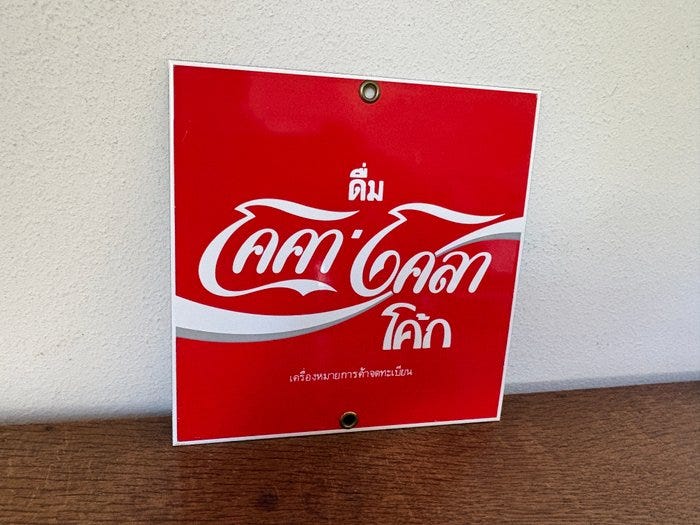 ดื่ม
โคคา-โคลา
โค้ก
เครื่องหมายการค้าจดทะเบียน